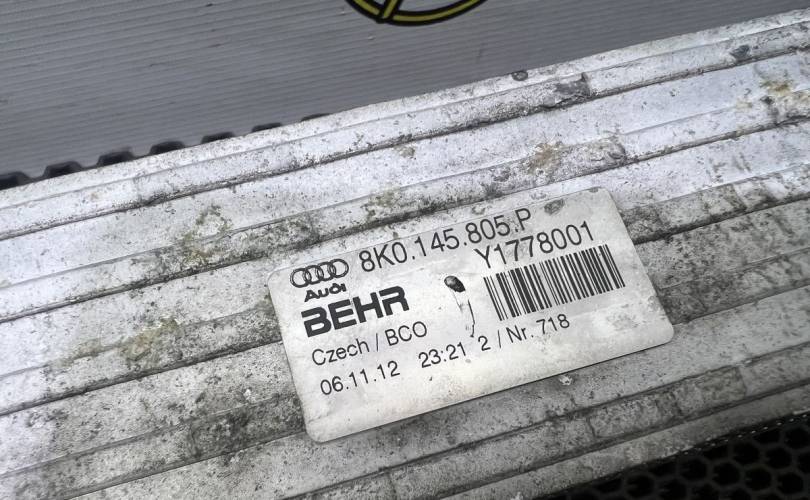 8K0.145.805.P
Y1778001
Audi
BEHR
Czech / BCO
06.11.12 23:21 2 / Nr. 718